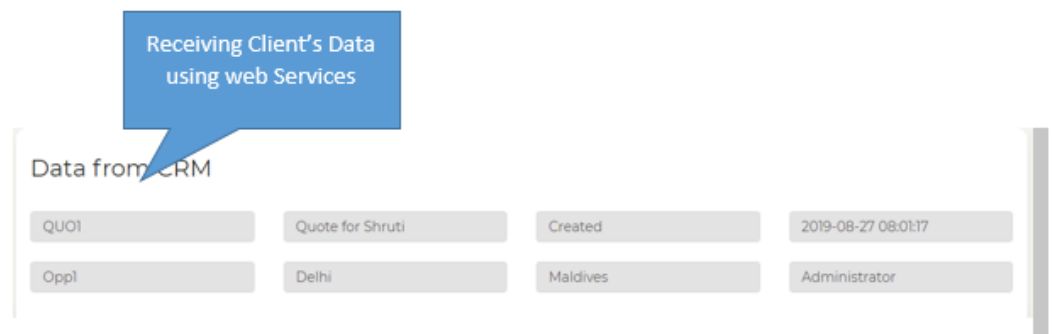 Receiving Client's Data
using web Services
Data from CRM
QUO1 Quote for Shruti Created 2019-08-27 08:01:17
Opp1 Delhi Maldives Administrator